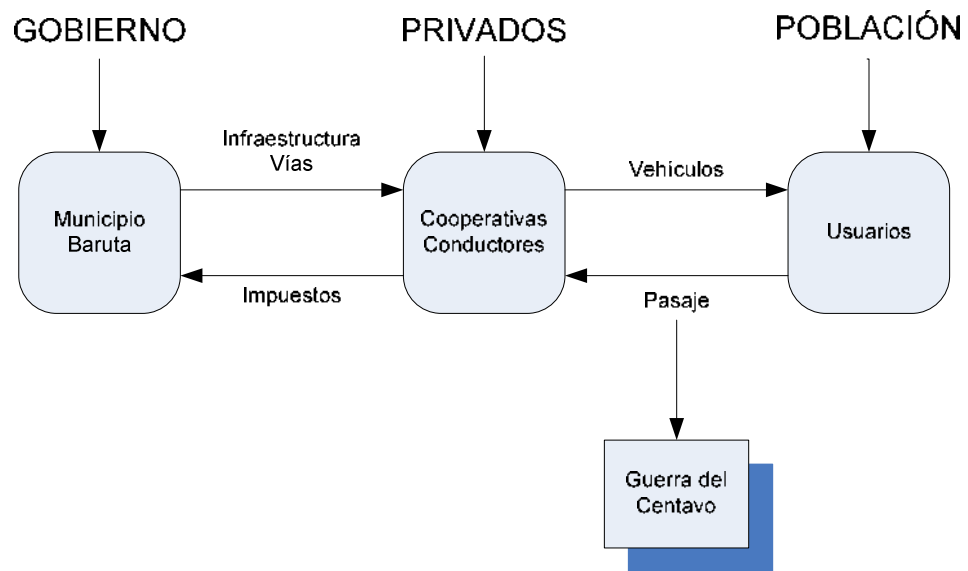 GOBIERNO
PRIVADOS
POBLACIÓN
Infraestructura
Vías
Vehiculos
Municipio
Baruta
Cooperativas
Conductores
Usuarios
Impuestos
Pasaje
Guerra del
Centavo